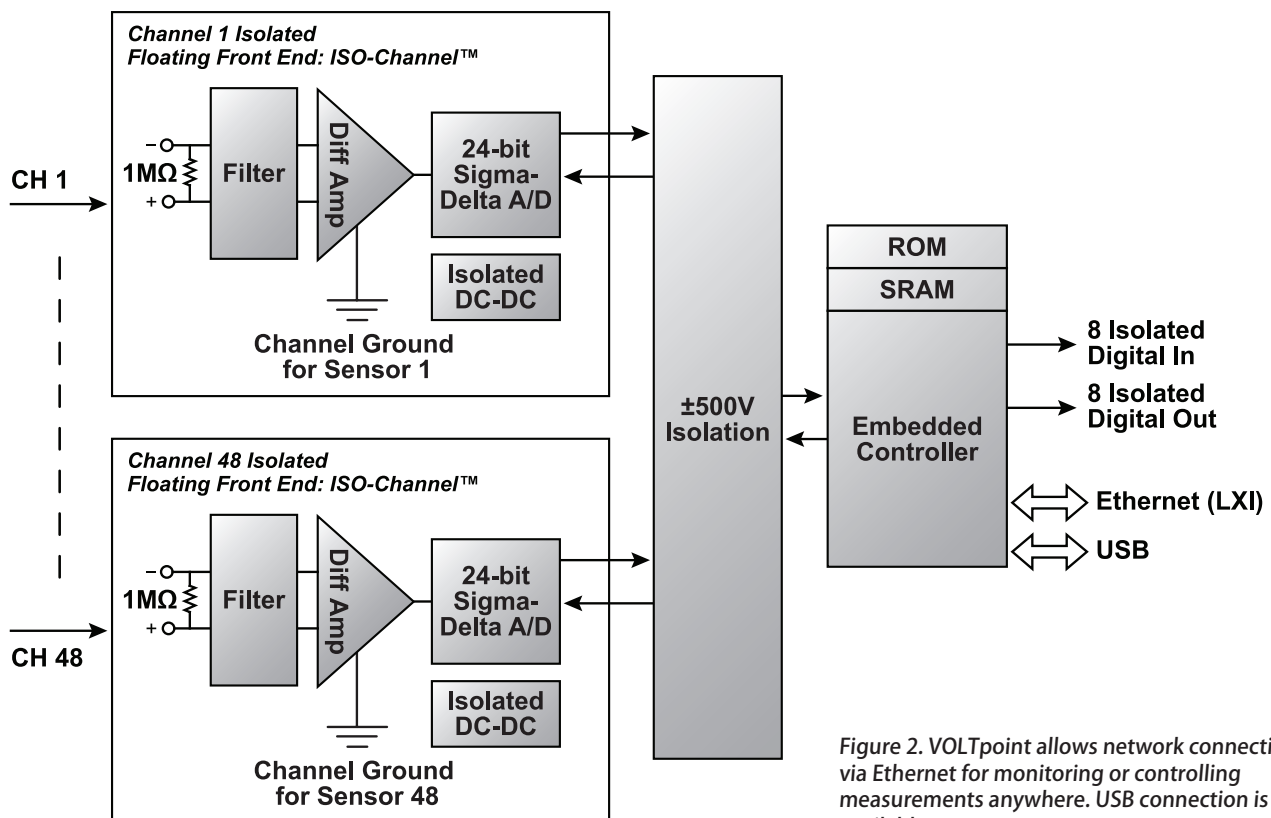 Channel 1 Isolated
Floating Front End: ISO-Channel™
CH 1
−
1MΩ
+
Filter
Diff Amp
24-bit
Sigma-
Delta A/D
Isolated
DC-DC
Channel Ground
for Sensor 1
Channel 48 Isolated
Floating Front End: ISO-Channel™
CH 48
−
1MΩ
+
Filter
Diff Amp
24-bit
Sigma-
Delta A/D
Isolated
DC-DC
Channel Ground
for Sensor 48
±500V
Isolation
ROM
SRAM
Embedded
Controller
8 Isolated
Digital In
8 Isolated
Digital Out
Ethernet (LXI)
USB
Figure 2. VOLTpoint allows network connecti
via Ethernet for monitoring or controlling
measurements anywhere. USB connection is